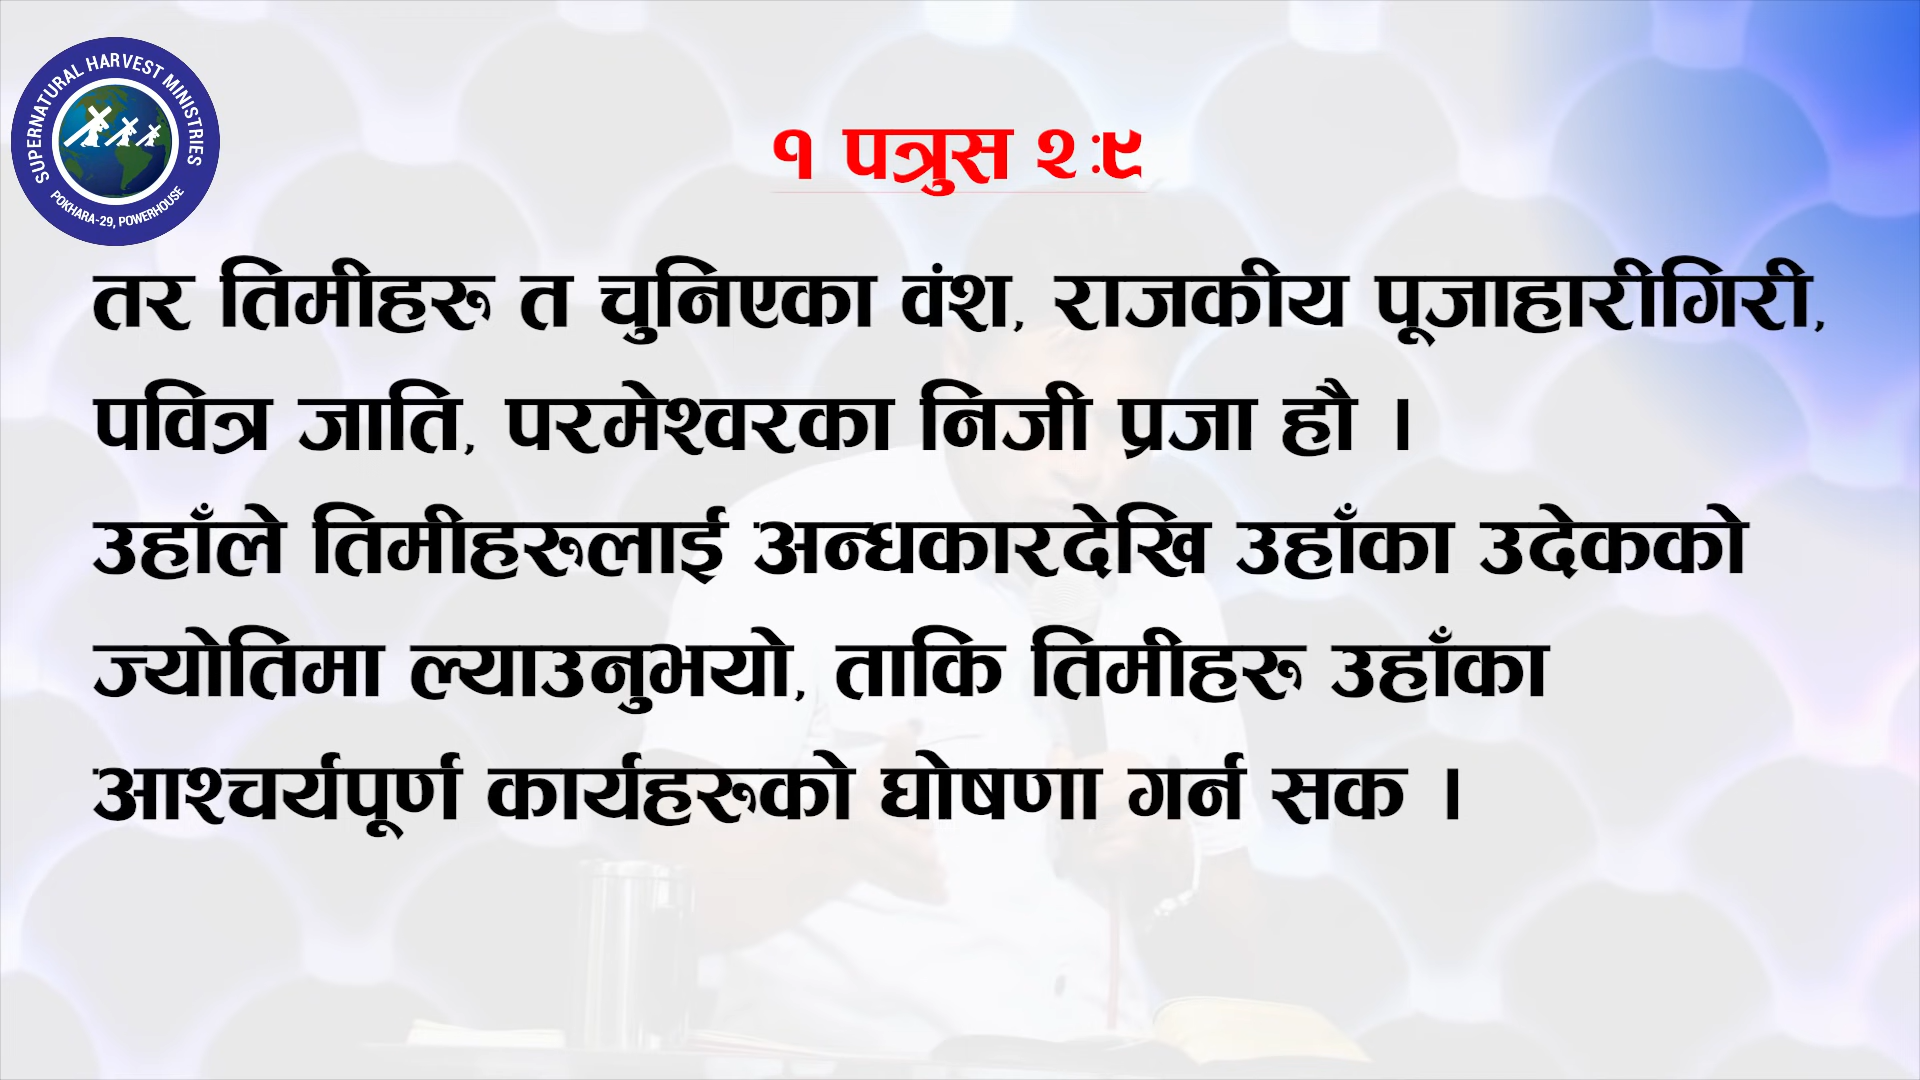 SUPERNATURAL HARVEST MINISTRIES
POKHARA-29, POWERHOUSE
१ पत्रुस २:९
तर तिमीहरू त चुनिएका वंश, राजकीय पूजाहारीगिरी,
पवित्र जाति, परमेश्वरका निजी प्रजा हौ ।
उहाँले तिमीहरूलाई अन्धकारदेखि उहाँका उदेकको
ज्योतिमा ल्याउनुभयो, ताकि तिमीहरू उहाँका
आश्चर्यपूर्ण कार्यहरूको घोषणा गर्न सक ।